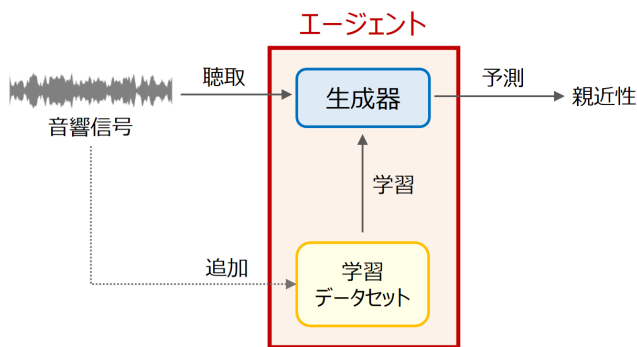 エージェント
聴取
生成器
予測
親近性
音響信号
学習
追加
学習
データセット